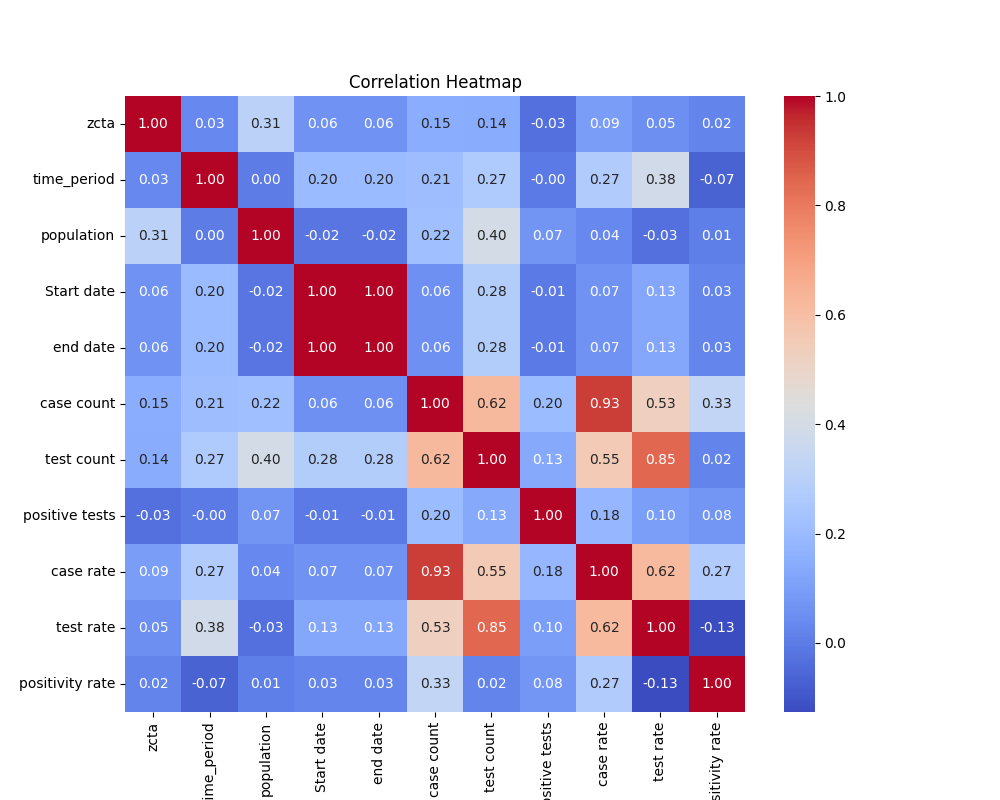 Correlation Heatmap
zcta 1.00 0.03 0.31 0.06 0.06 0.15 0.14 -0.03 0.09 0.05 0.02
time_period 0.03 1.00 0.00 0.20 0.20 0.21 0.27 -0.00 0.27 0.38 -0.07
population 0.31 0.00 1.00 -0.02 -0.02 0.22 0.40 0.07 0.04 -0.03 0.01
Start date 0.06 0.20 -0.02 1.00 1.00 0.06 0.28 -0.01 0.07 0.13 0.03
end date 0.06 0.20 -0.02 1.00 1.00 0.06 0.28 -0.01 0.07 0.13 0.03
case count 0.15 0.21 0.22 0.06 0.06 1.00 0.62 0.20 0.93 0.53 0.33
test count 0.14 0.27 0.40 0.28 0.28 0.62 1.00 0.13 0.55 0.85 0.02
positive tests -0.03 -0.00 0.07 -0.01 -0.01 0.20 0.13 1.00 0.18 0.10 0.08
case rate 0.09 0.27 0.04 0.07 0.07 0.93 0.55 0.18 1.00 0.62 0.27
test rate 0.05 0.38 -0.03 0.13 0.13 0.53 0.85 0.10 0.62 1.00 -0.13
positivity rate 0.02 -0.07 0.01 0.03 0.03 0.33 0.02 0.08 0.27 -0.13 1.00
zcta
ime_period
population
Start date
end date
case count
test count
ositive tests
case rate
test rate
sitivity rate
1.0
0.8
0.6
0.4
0.2
0.0